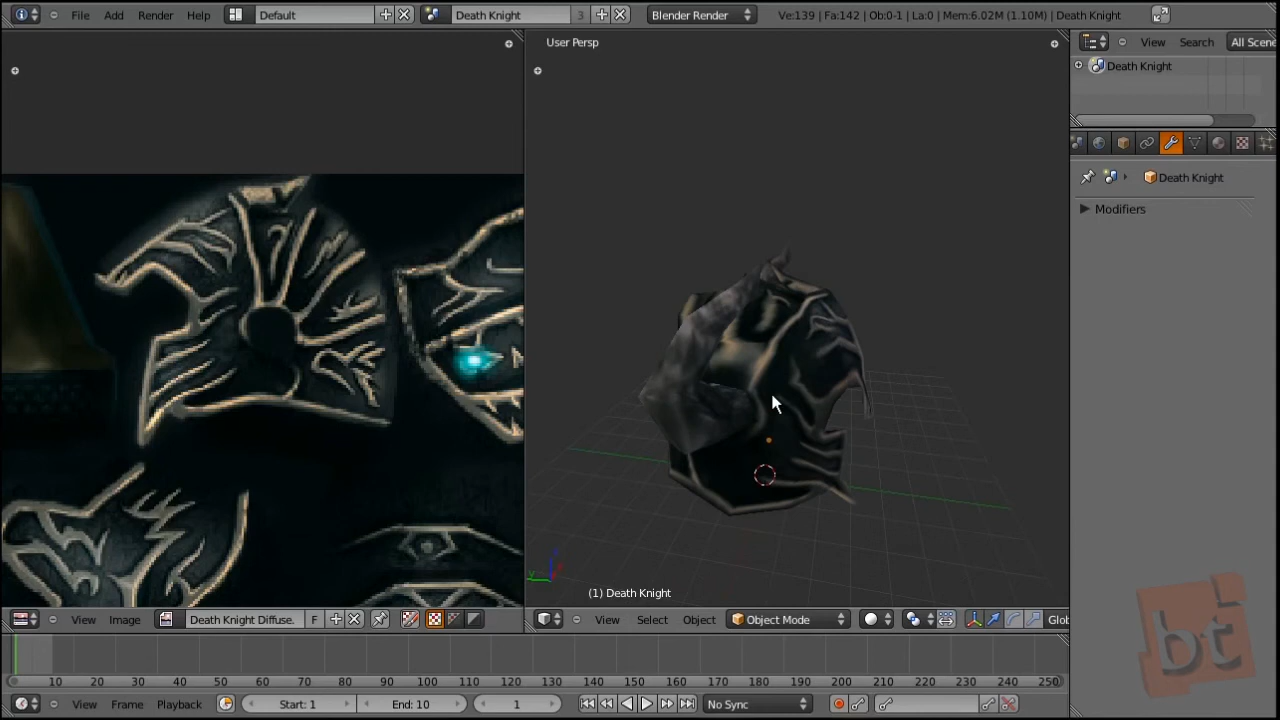 File Add Render Help Default Death Knight 3 Blender Render Ve:139 | Fa:142 | Ob:0-1 | La:0 | Mem:6.02M (1.10M) | Death Knight
User Persp
View Search All Scene
Death Knight
Death Knight
Modifiers
(1) Death Knight
View Image Death Knight Diffuse. F
View Select Object Object Mode Glob
10 20 30 40 50 60 70 80 90 100 110 120 130 140 150 160 170 180 190 200 210 220 230 240 250
View Frame Playback Start: 1 End: 10 1 No Sync
bt